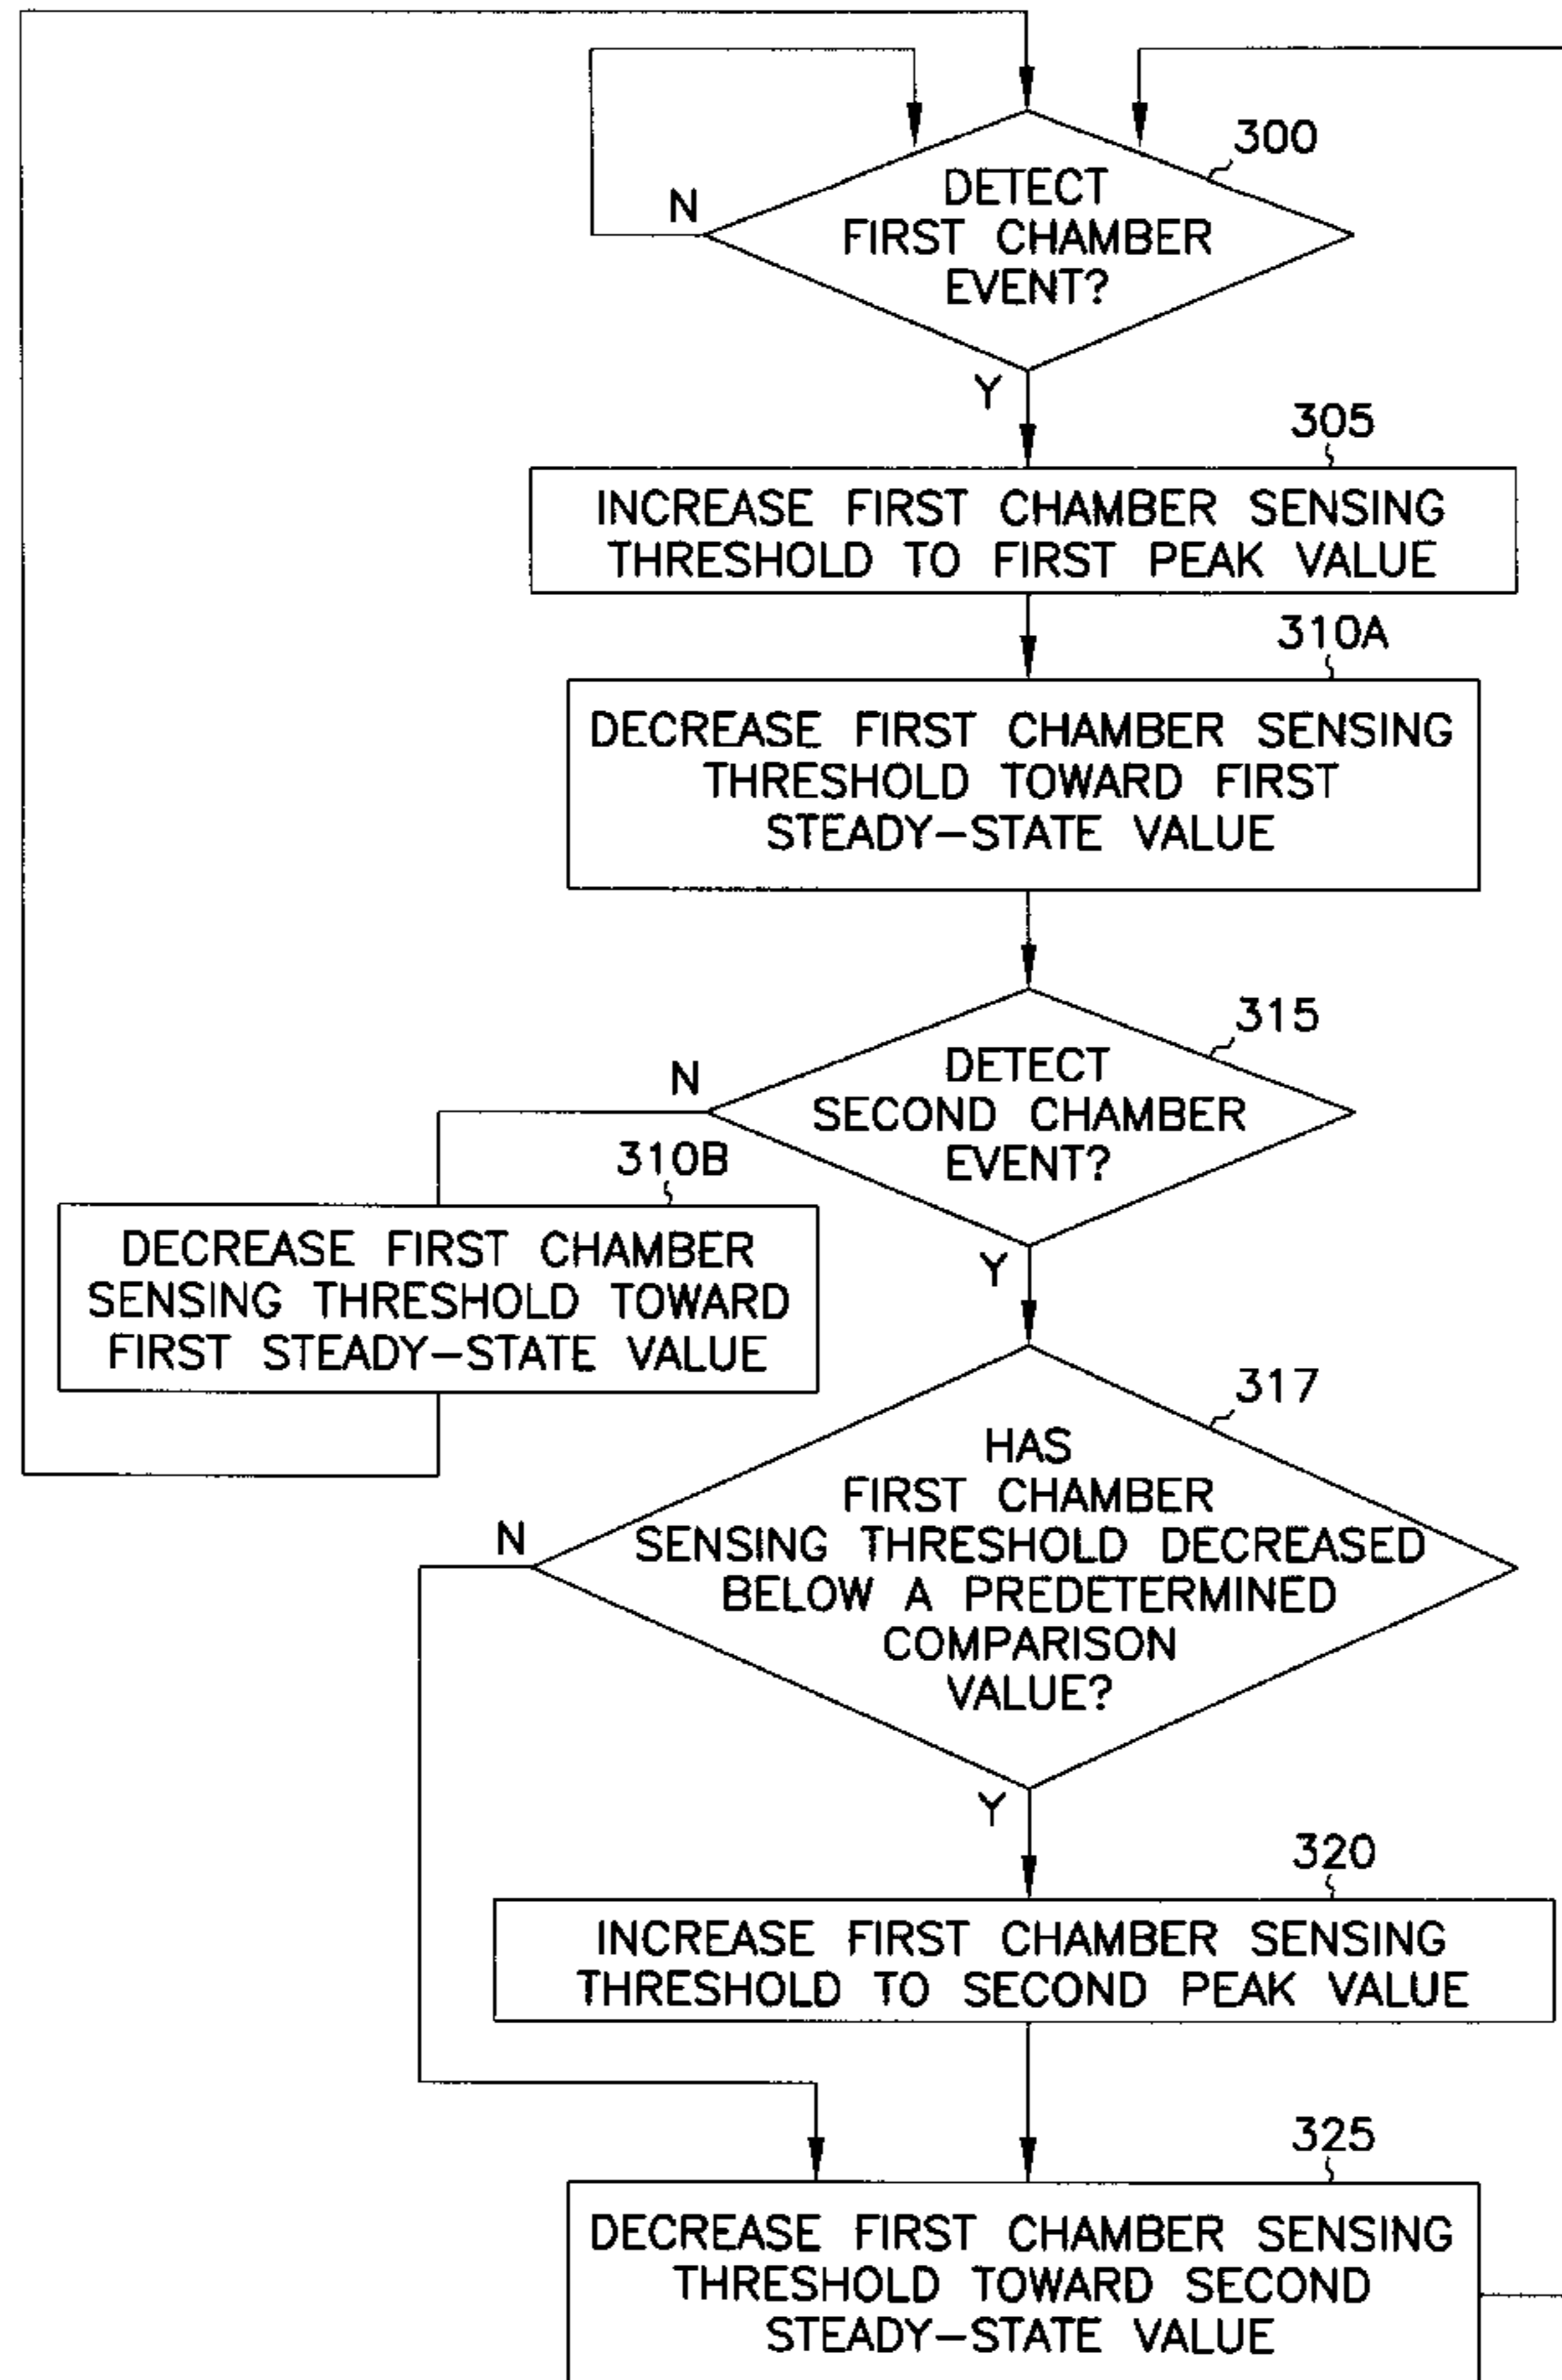 300
DETECT
FIRST CHAMBER
EVENT?
N
Y
305
INCREASE FIRST CHAMBER SENSING
THRESHOLD TO FIRST PEAK VALUE
310A
DECREASE FIRST CHAMBER SENSING
THRESHOLD TOWARD FIRST
STEADY-STATE VALUE
315
DETECT
SECOND CHAMBER
EVENT?
N
Y
310B
DECREASE FIRST CHAMBER
SENSING THRESHOLD TOWARD
FIRST STEADY-STATE VALUE
317
HAS
FIRST CHAMBER
SENSING THRESHOLD DECREASED
BELOW A PREDETERMINED
COMPARISON
VALUE?
N
Y
320
INCREASE FIRST CHAMBER SENSING
THRESHOLD TO SECOND PEAK VALUE
325
DECREASE FIRST CHAMBER SENSING
THRESHOLD TOWARD SECOND
STEADY-STATE VALUE